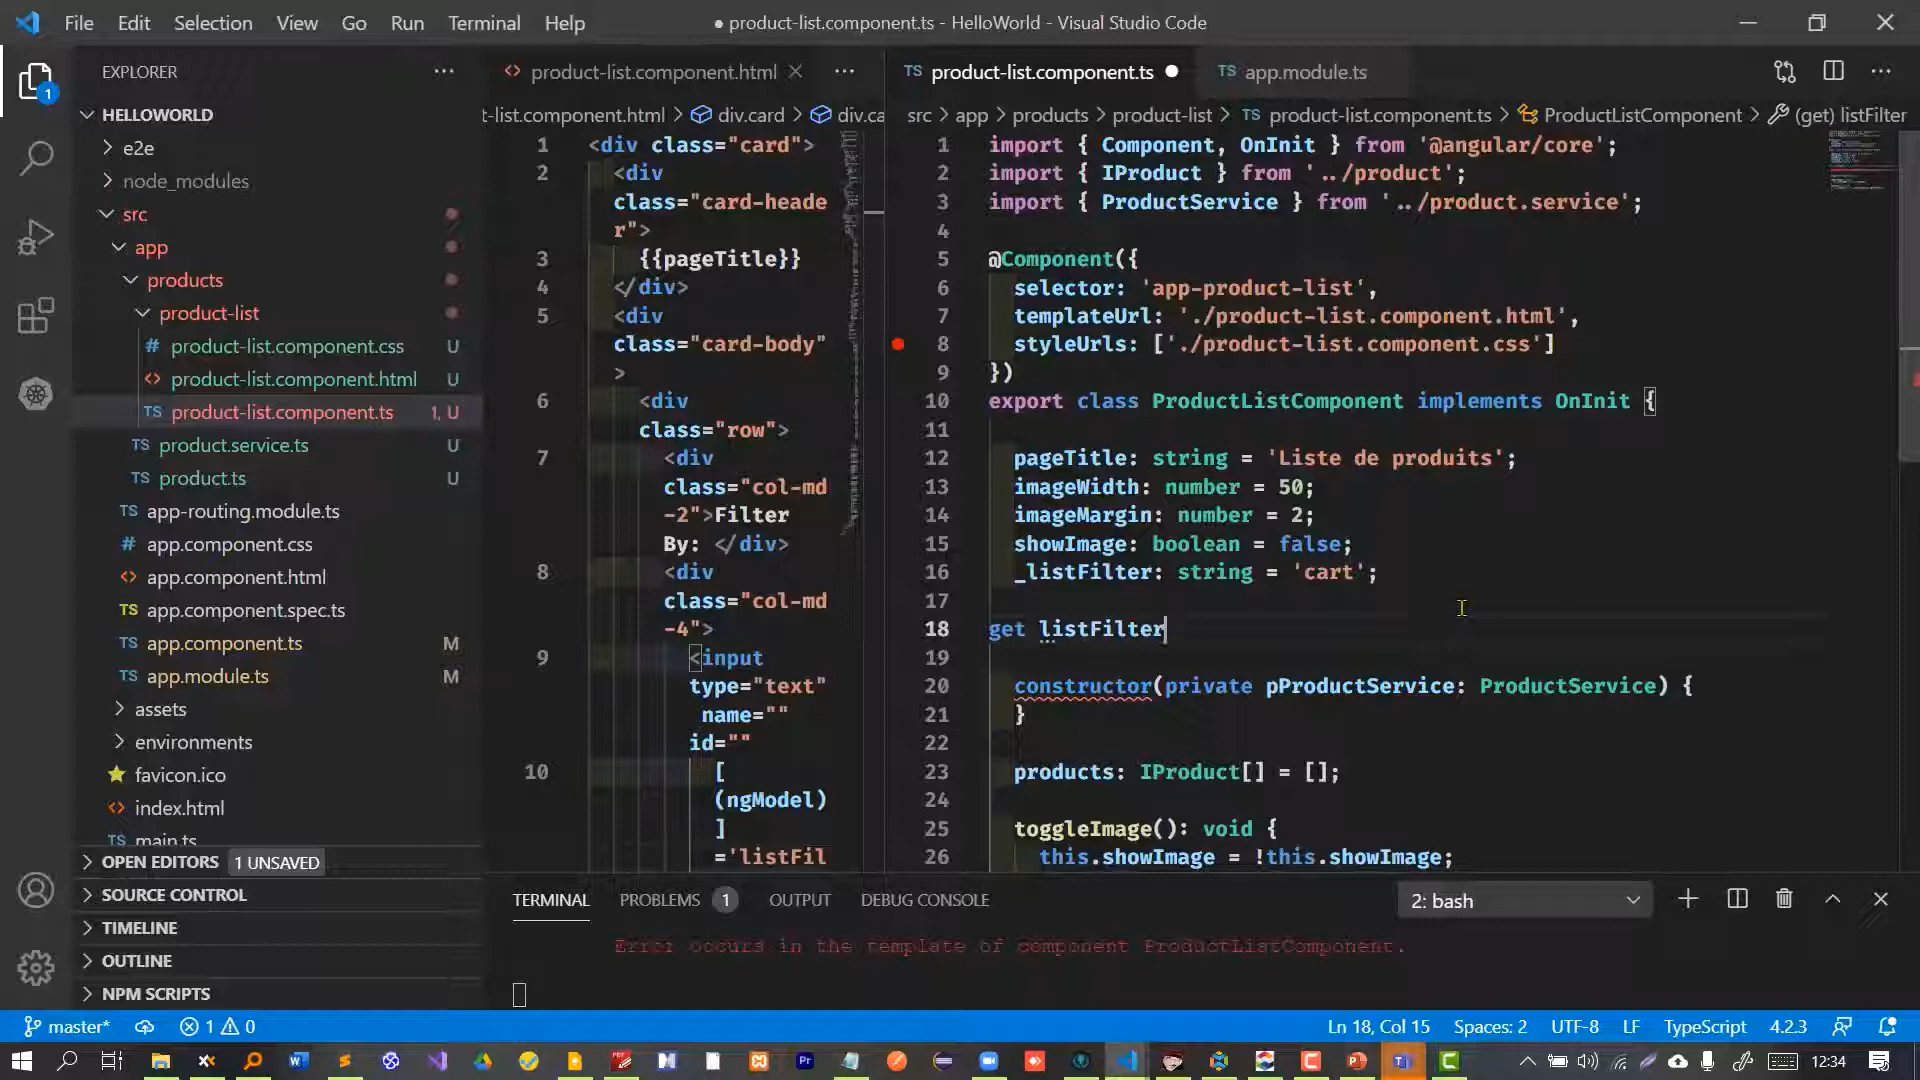 File Edit Selection View Go Run Terminal Help
● product-list.component.ts - HelloWorld - Visual Studio Code
EXPLORER ···
1
HELLOWORLD
e2e
node_modules
src
app
products
product-list
# product-list.component.css U
<> product-list.component.html U
TS product-list.component.ts 1, U
TS product.service.ts U
TS product.ts U
TS app-routing.module.ts
# app.component.css
<> app.component.html
TS app.component.spec.ts
TS app.component.ts M
TS app.module.ts M
assets
environments
favicon.ico
<> index.html
TS main.ts
OPEN EDITORS 1 UNSAVED
SOURCE CONTROL
TIMELINE
OUTLINE
NPM SCRIPTS
<> product-list.component.html × ···
t-list.component.html > div.card > div.ca
1 <div class="card">
2 <div
class="card-heade
r">
3 {{pageTitle}}
4 </div>
5 <div
class="card-body"
>
6 <div
class="row">
7 <div
class="col-md
-2">Filter
By: </div>
8 <div
class="col-md
-4">
9 <input
type="text"
name=""
id=""
10 [
(ngModel)
]
='listFil
TS product-list.component.ts ● TS app.module.ts
src > app > products > product-list > TS product-list.component.ts > ProductListComponent > (get) listFilter
1 import { Component, OnInit } from '@angular/core';
2 import { IProduct } from '../product';
3 import { ProductService } from '../product.service';
4
5 @Component({
6 selector: 'app-product-list',
7 templateUrl: './product-list.component.html',
8 styleUrls: ['./product-list.component.css']
9 })
10 export class ProductListComponent implements OnInit {
11
12 pageTitle: string = 'Liste de produits';
13 imageWidth: number = 50;
14 imageMargin: number = 2;
15 showImage: boolean = false;
16 _listFilter: string = 'cart';
17
18 get listFilter
19
20 constructor(private pProductService: ProductService) {
21 }
22
23 products: IProduct[] = [];
24
25 toggleImage(): void {
26 this.showImage = !this.showImage;
TERMINAL PROBLEMS 1 OUTPUT DEBUG CONSOLE 2: bash
Error occurs in the template of component ProductListComponent.
master* 1 0 Ln 18, Col 15 Spaces: 2 UTF-8 LF TypeScript 4.2.3
12:34